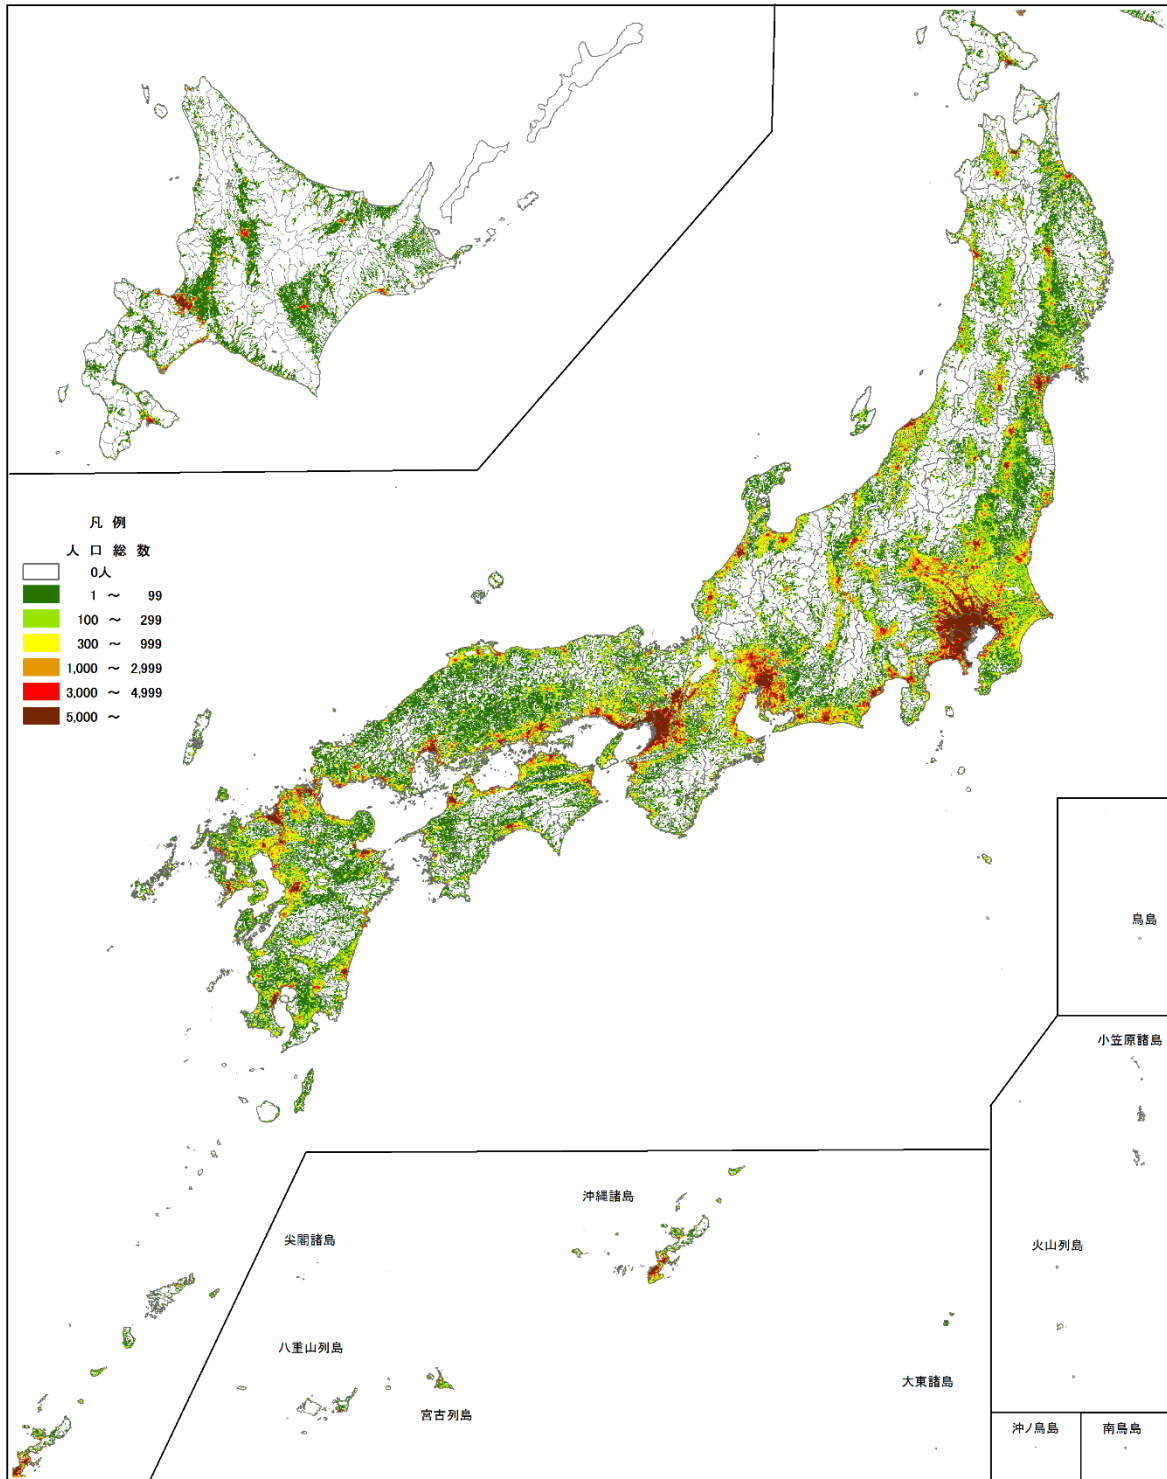 凡 例
人 口 総 数
0人
1 ～ 99
100 ～ 299
300 ～ 999
1,000 ～ 2,999
3,000 ～ 4,999
5,000 ～
鳥島
小笠原諸島
沖縄諸島
尖閣諸島
火山列島
八重山列島
大東諸島
宮古列島
沖ノ鳥島
南鳥島